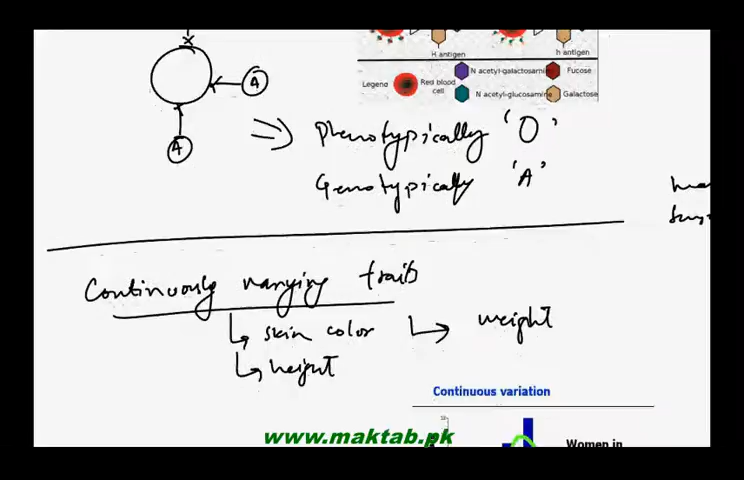 X
H antigen
h antigen
A
Legend
Red blood cell
N acetyl-galactosamine
Fucose
N acetyl-glucosamine
Galactose
A
=> Phenotypically 'O'
Genotypically 'A'
Continuously varying traits
↳ skin color
↳ weight
↳ height
Continuous variation
www.maktab.pk
Women in